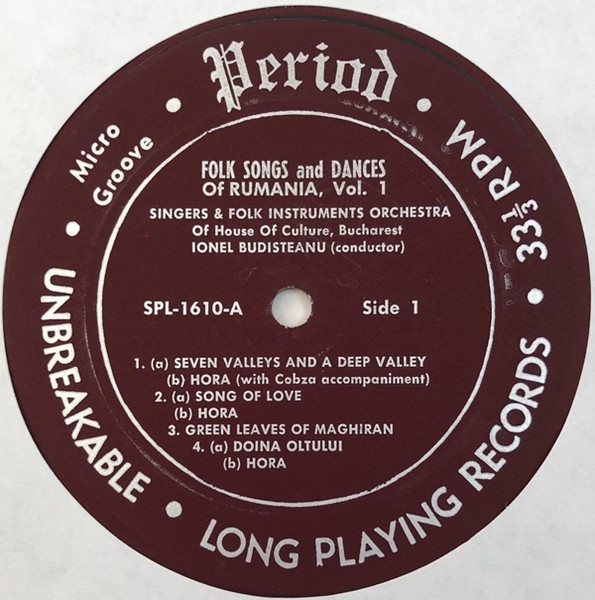 Period
Micro
Groove
33 1/3 RPM
FOLK SONGS and DANCES
Of RUMANIA, Vol. 1
SINGERS & FOLK INSTRUMENTS ORCHESTRA
Of House Of Culture, Bucharest
IONEL BUDISTEANU (conductor)
SPL-1610-A
Side 1
1. (a) SEVEN VALLEYS AND A DEEP VALLEY
(b) HORA (with Cobza accompaniment)
2. (a) SONG OF LOVE
(b) HORA
3. GREEN LEAVES OF MAGHIRAN
4. (a) DOINA OLTULUI
(b) HORA
UNBREAKABLE • LONG PLAYING RECORDS